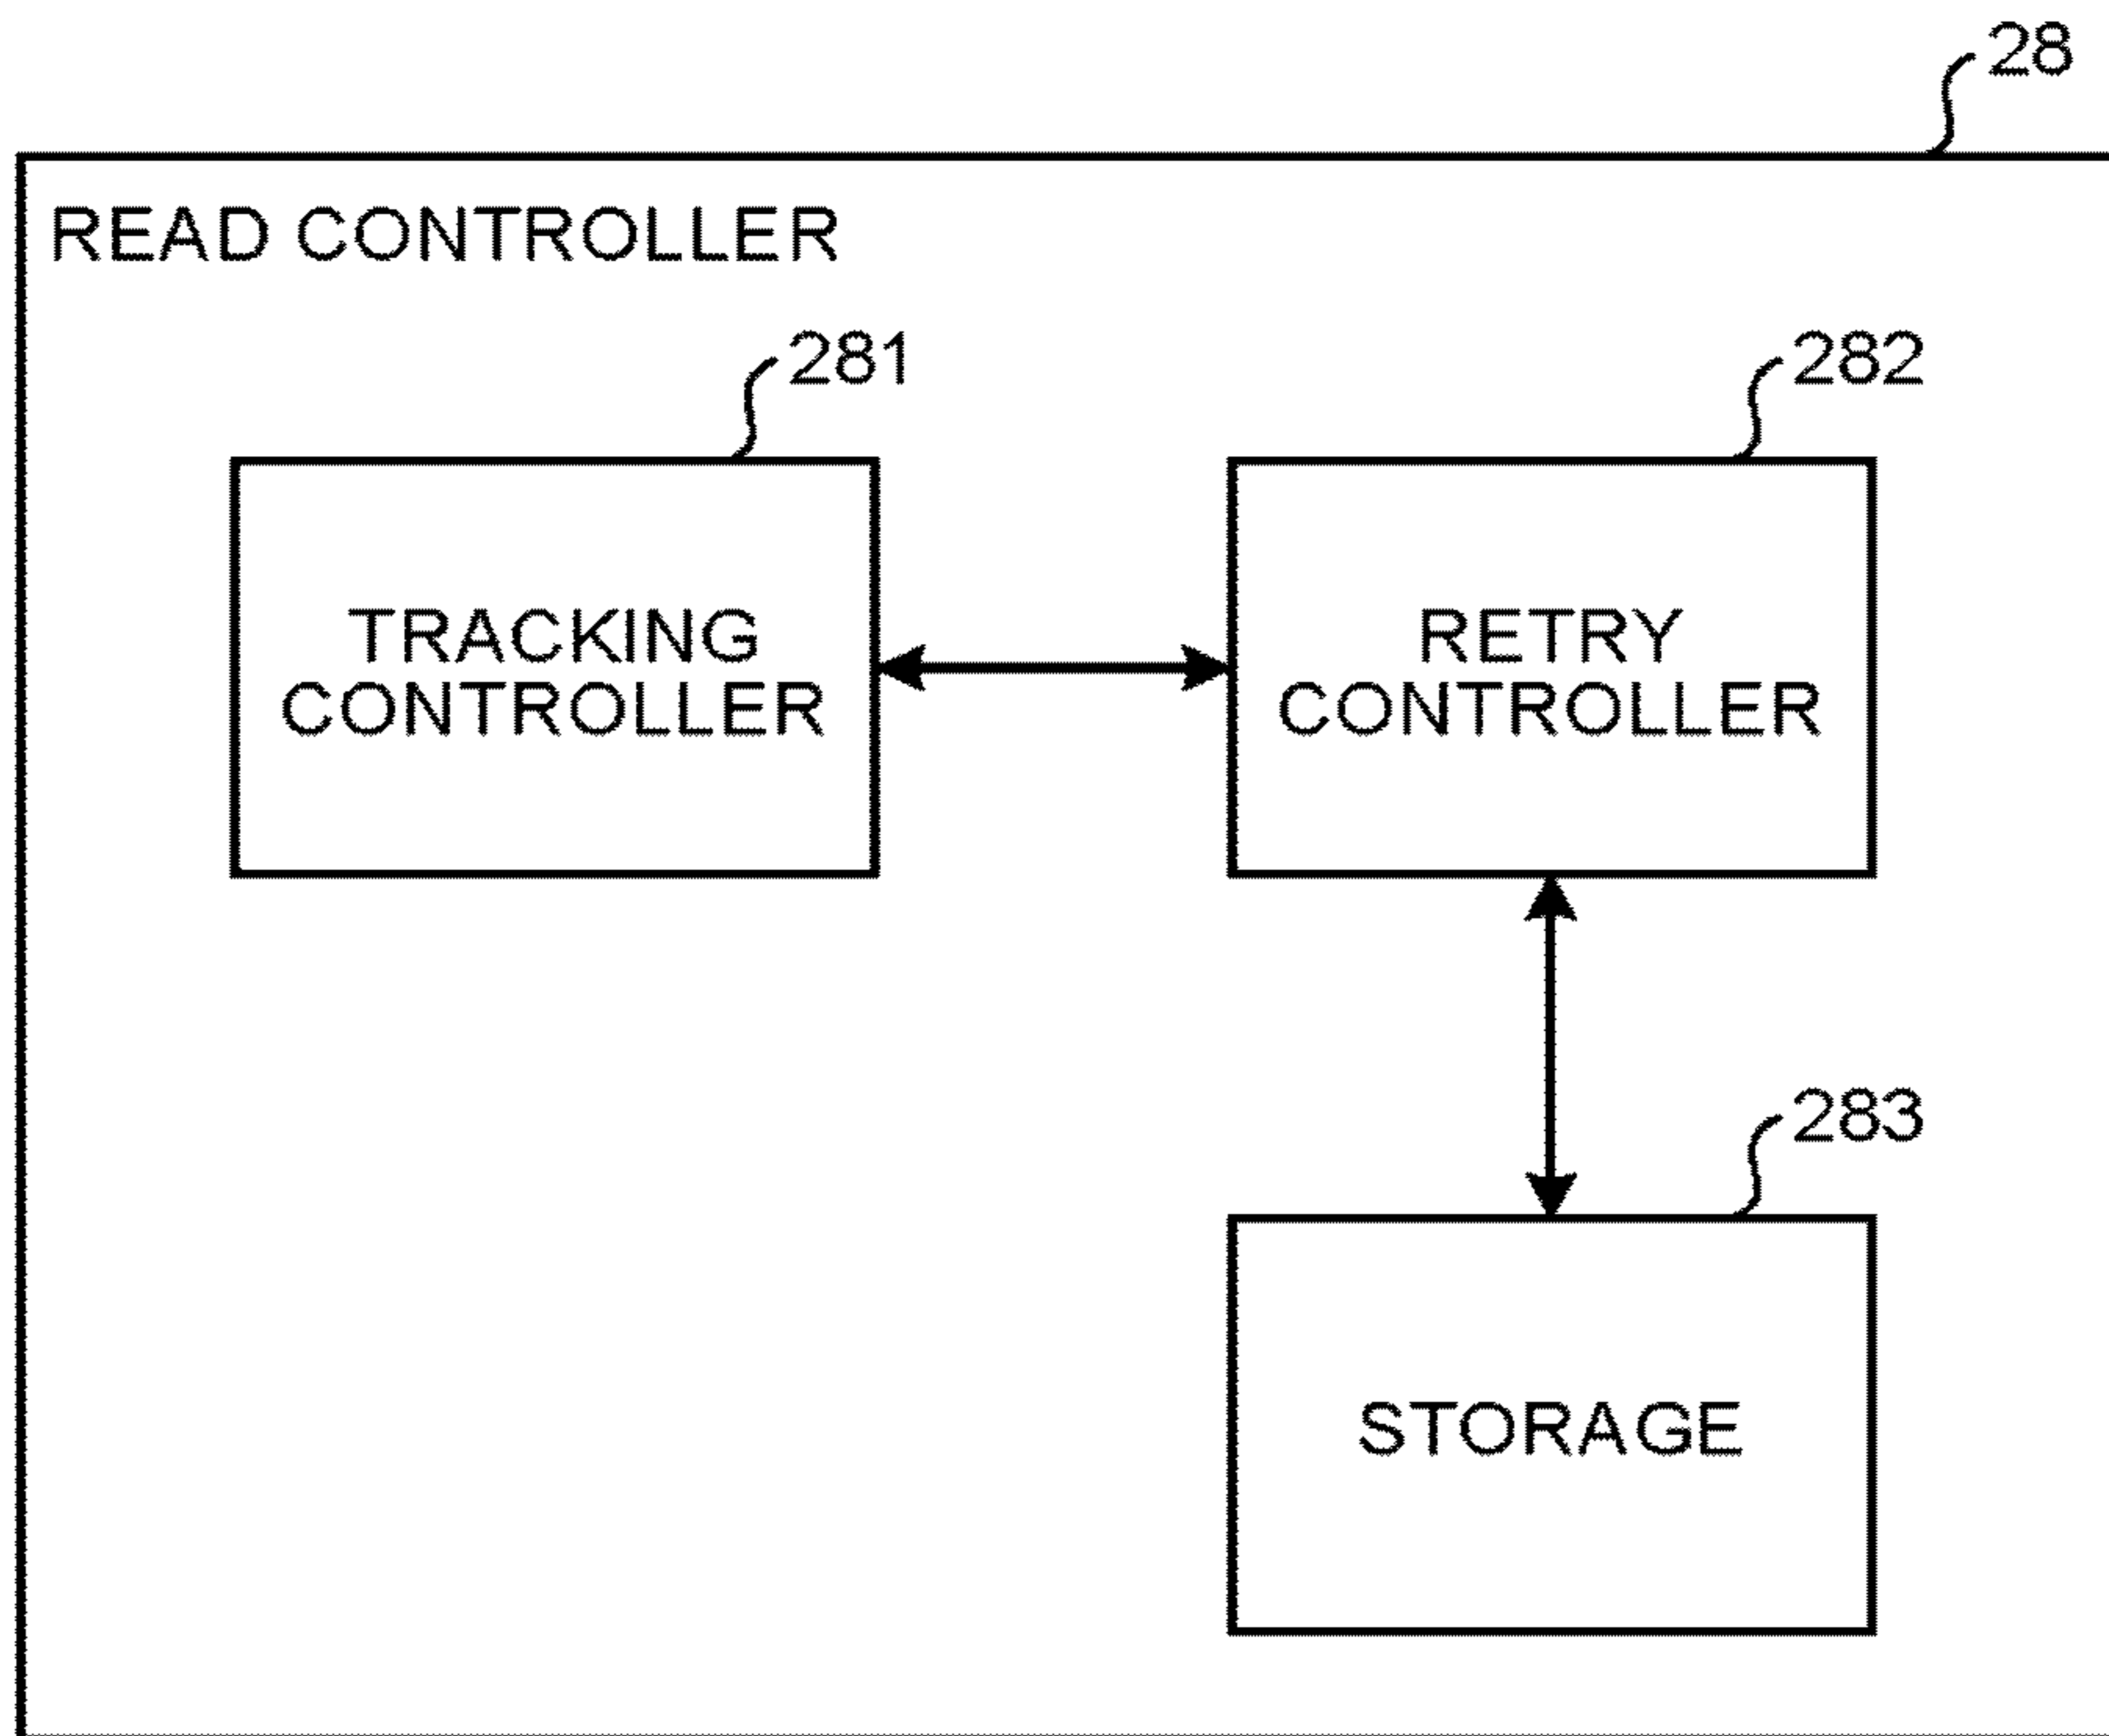 28
READ CONTROLLER
281
282
TRACKING
CONTROLLER
RETRY
CONTROLLER
283
STORAGE